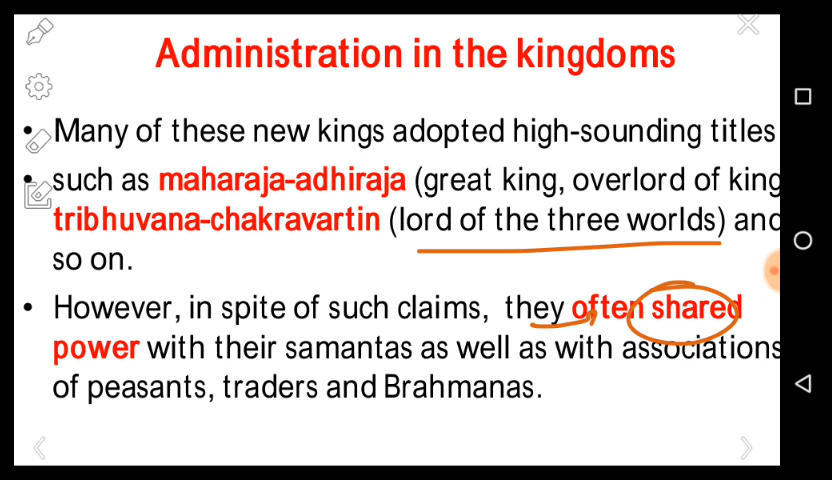 Administration in the kingdoms
• Many of these new kings adopted high-sounding titles
• such as maharaja-adhiraja (great king, overlord of king
tribhuvana-chakravartin (lord of the three worlds) and
so on.
• However, in spite of such claims, they often shared
power with their samantas as well as with associations
of peasants, traders and Brahmanas.